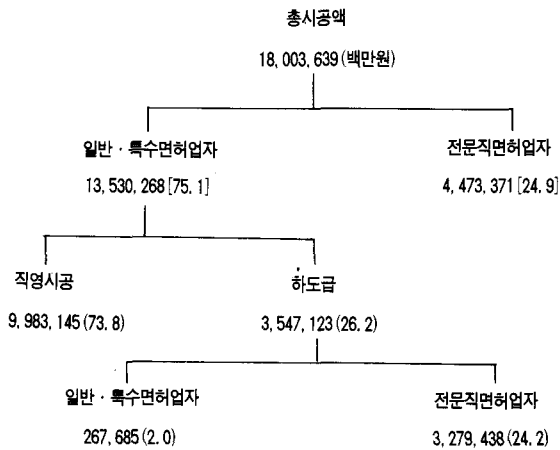 총시공액
18,003,639(백만원)
일반·특수면허업자 전문직면허업자
13,530,268[75.1] 4,473,371[24.9]
직영시공 하도급
9,983,145(73.8) 3,547,123(26.2)
일반·특수면허업자 전문직면허업자
267,685(2.0) 3,279,438(24.2)